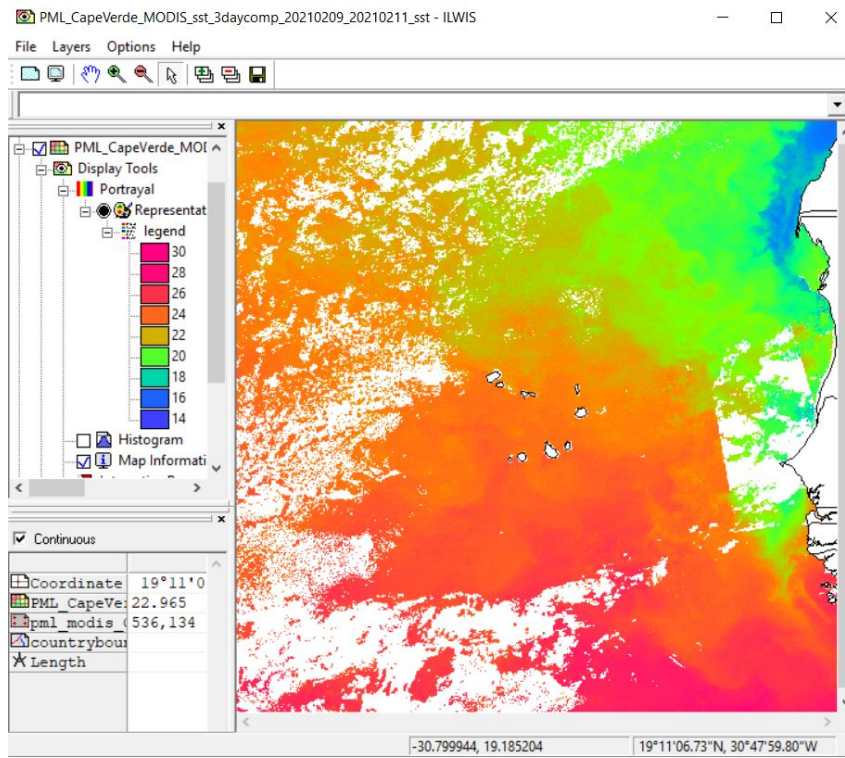 PML_CapeVerde_MODIS_sst_3daycomp_20210209_20210211_sst - ILWIS
File Layers Options Help
PML_CapeVerde_MOI
Display Tools
Portrayal
Representat
legend
30
28
26
24
22
20
18
16
14
Histogram
Map Informati
Continuous
Coordinate 19°11'0
PML_CapeVe: 22.965
pml_modis_ 536,134
countrybour
Length
-30.799944, 19.185204 19°11'06.73"N, 30°47'59.80"W